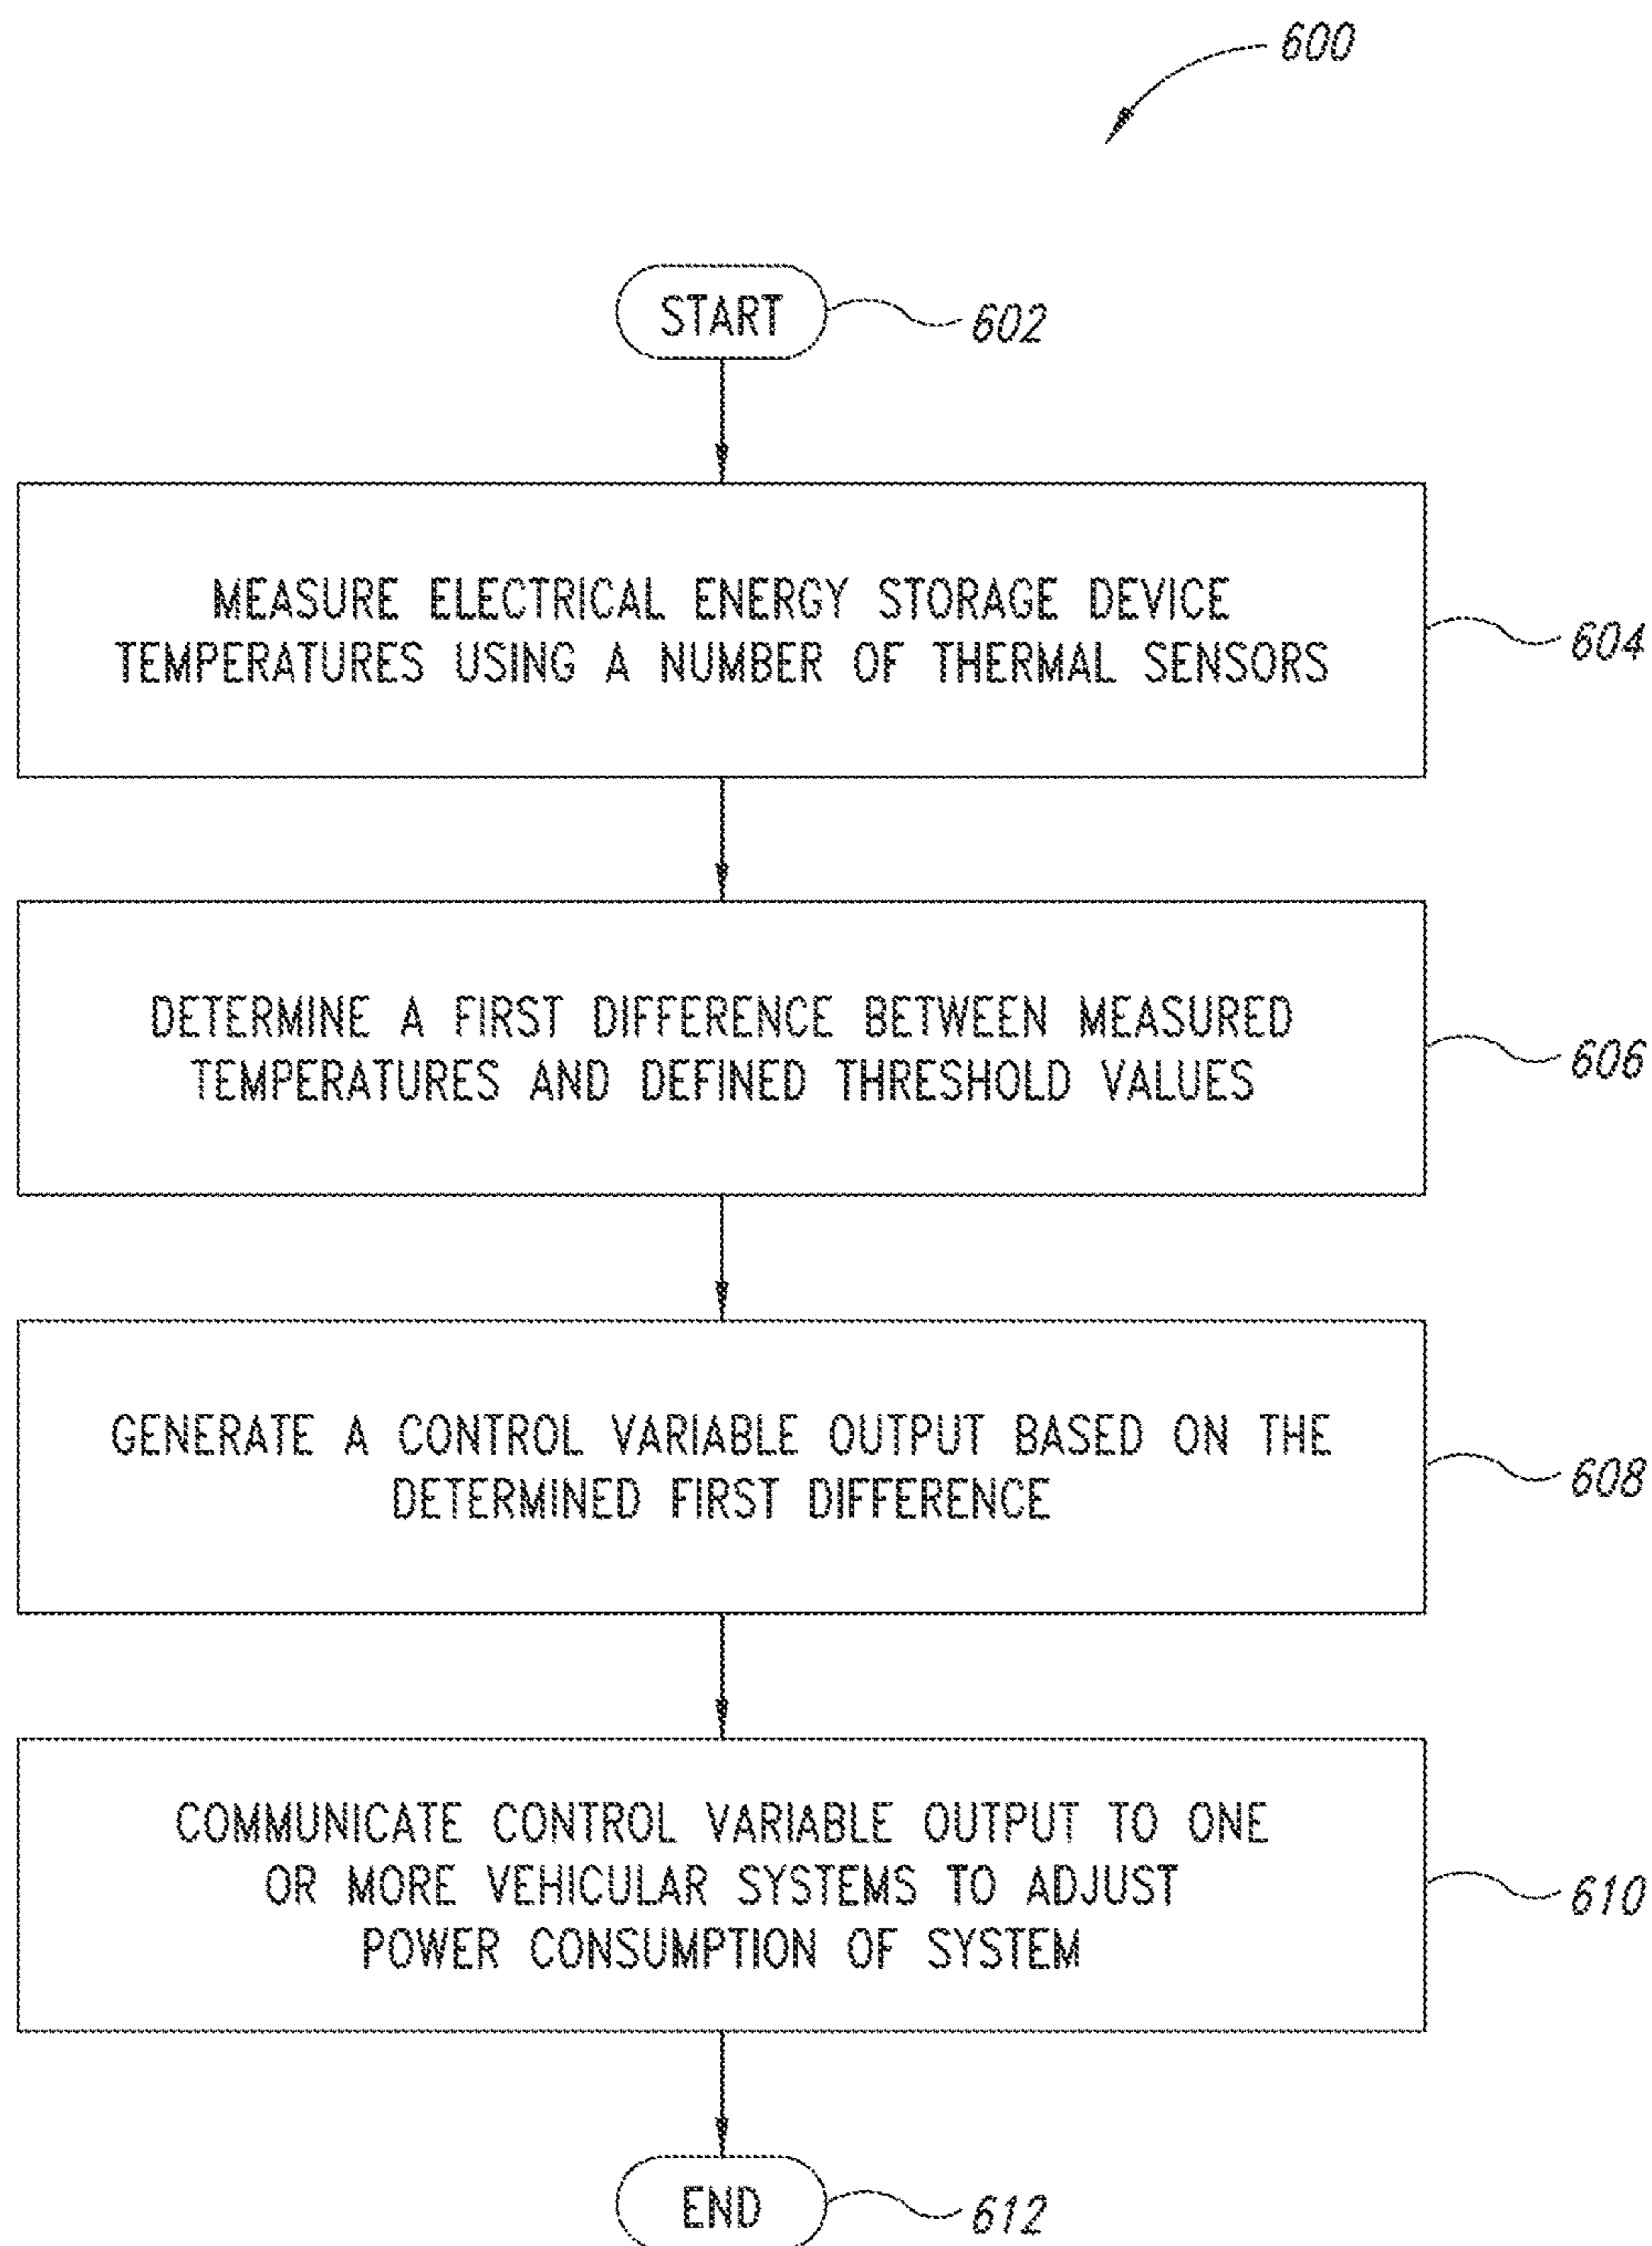 600
START
602
MEASURE ELECTRICAL ENERGY STORAGE DEVICE
TEMPERATURES USING A NUMBER OF THERMAL SENSORS
604
DETERMINE A FIRST DIFFERENCE BETWEEN MEASURED
TEMPERATURES AND DEFINED THRESHOLD VALUES
606
GENERATE A CONTROL VARIABLE OUTPUT BASED ON THE
DETERMINED FIRST DIFFERENCE
608
COMMUNICATE CONTROL VARIABLE OUTPUT TO ONE
OR MORE VEHICULAR SYSTEMS TO ADJUST
POWER CONSUMPTION OF SYSTEM
610
END
612